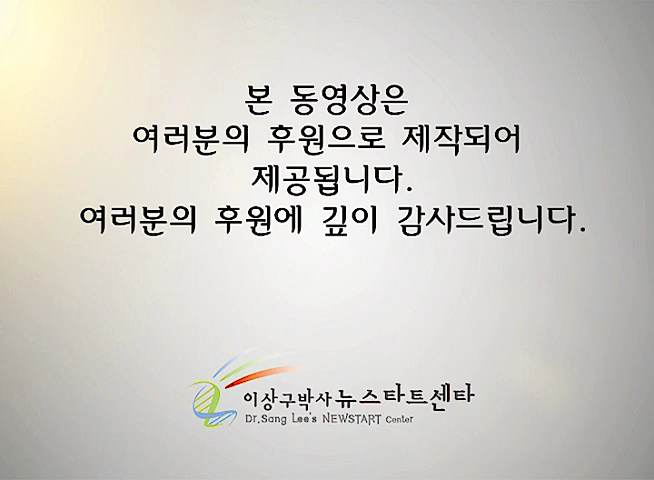 본 동영상은
여러분의 후원으로 제작되어
제공됩니다.
여러분의 후원에 깊이 감사드립니다.
이상구박사 뉴스타트센타
Dr.Sang Lee's NEWSTART Center